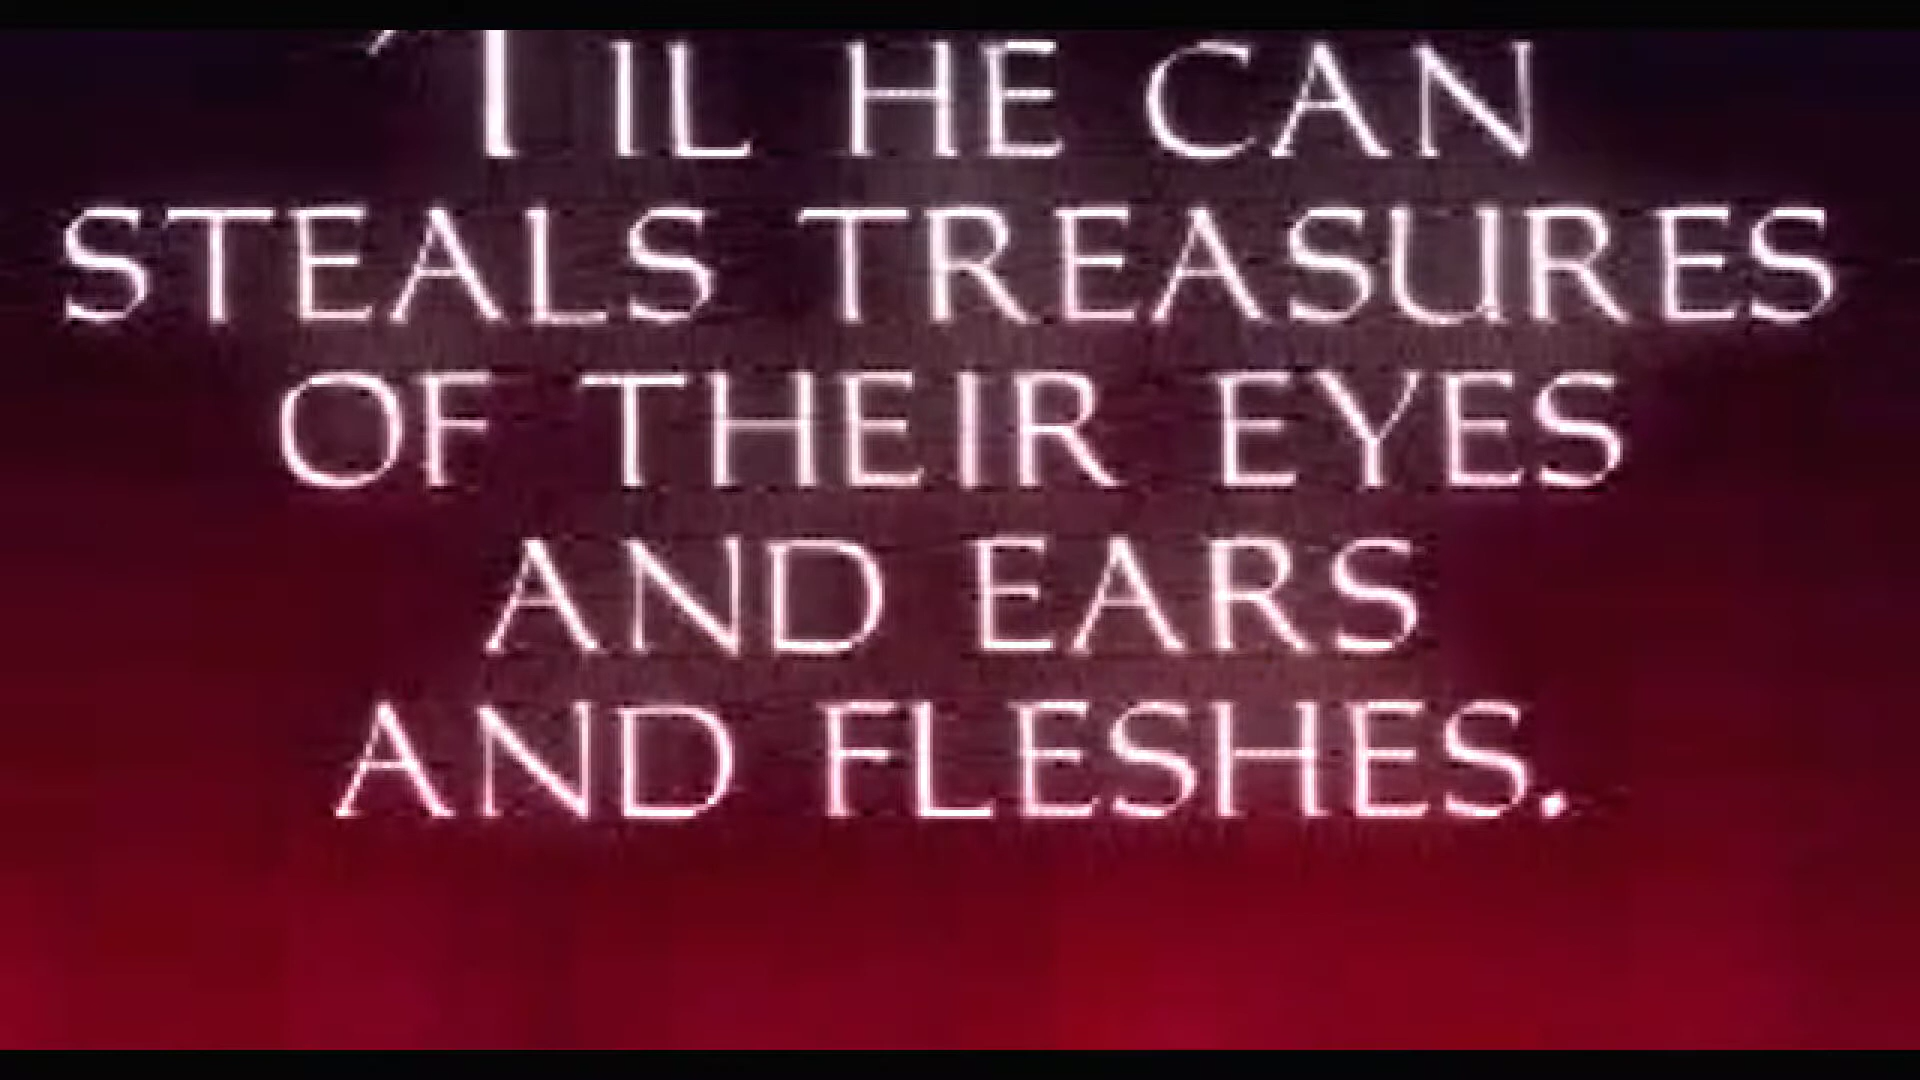 'TIL HE CAN
STEALS TREASURES
OF THEIR EYES
AND EARS
AND FLESHES.